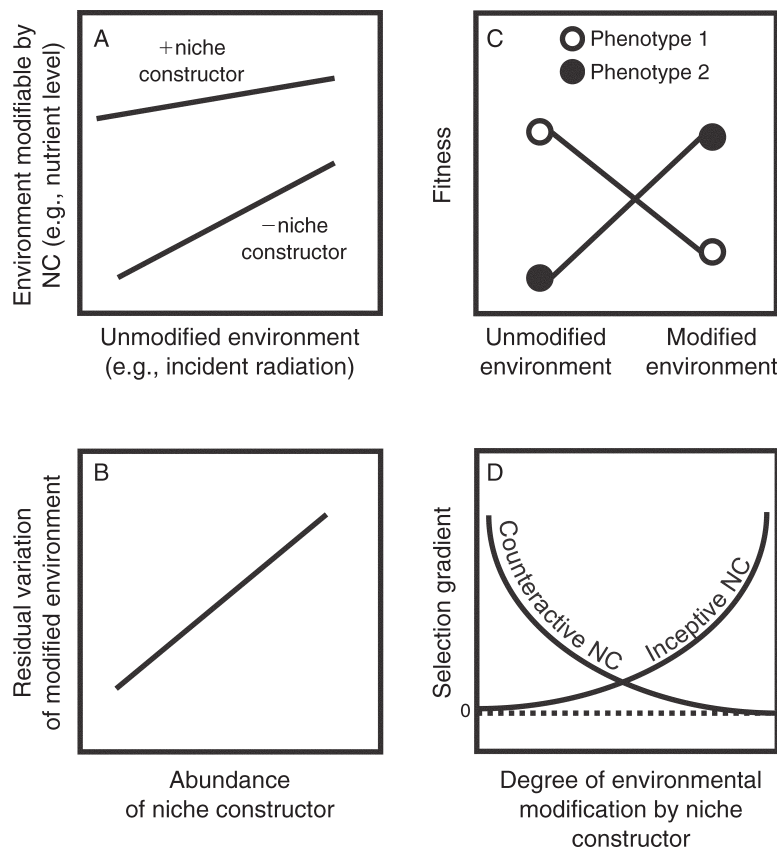 A
+niche
constructor
−niche
constructor
Environment modifiable by
NC (e.g., nutrient level)
Unmodified environment
(e.g., incident radiation)
C
Phenotype 1
Phenotype 2
Fitness
Unmodified
environment
Modified
environment
B
Residual variation
of modified environment
Abundance
of niche constructor
D
Counteractive NC
Inceptive NC
Selection gradient
0
Degree of environmental
modification by niche
constructor